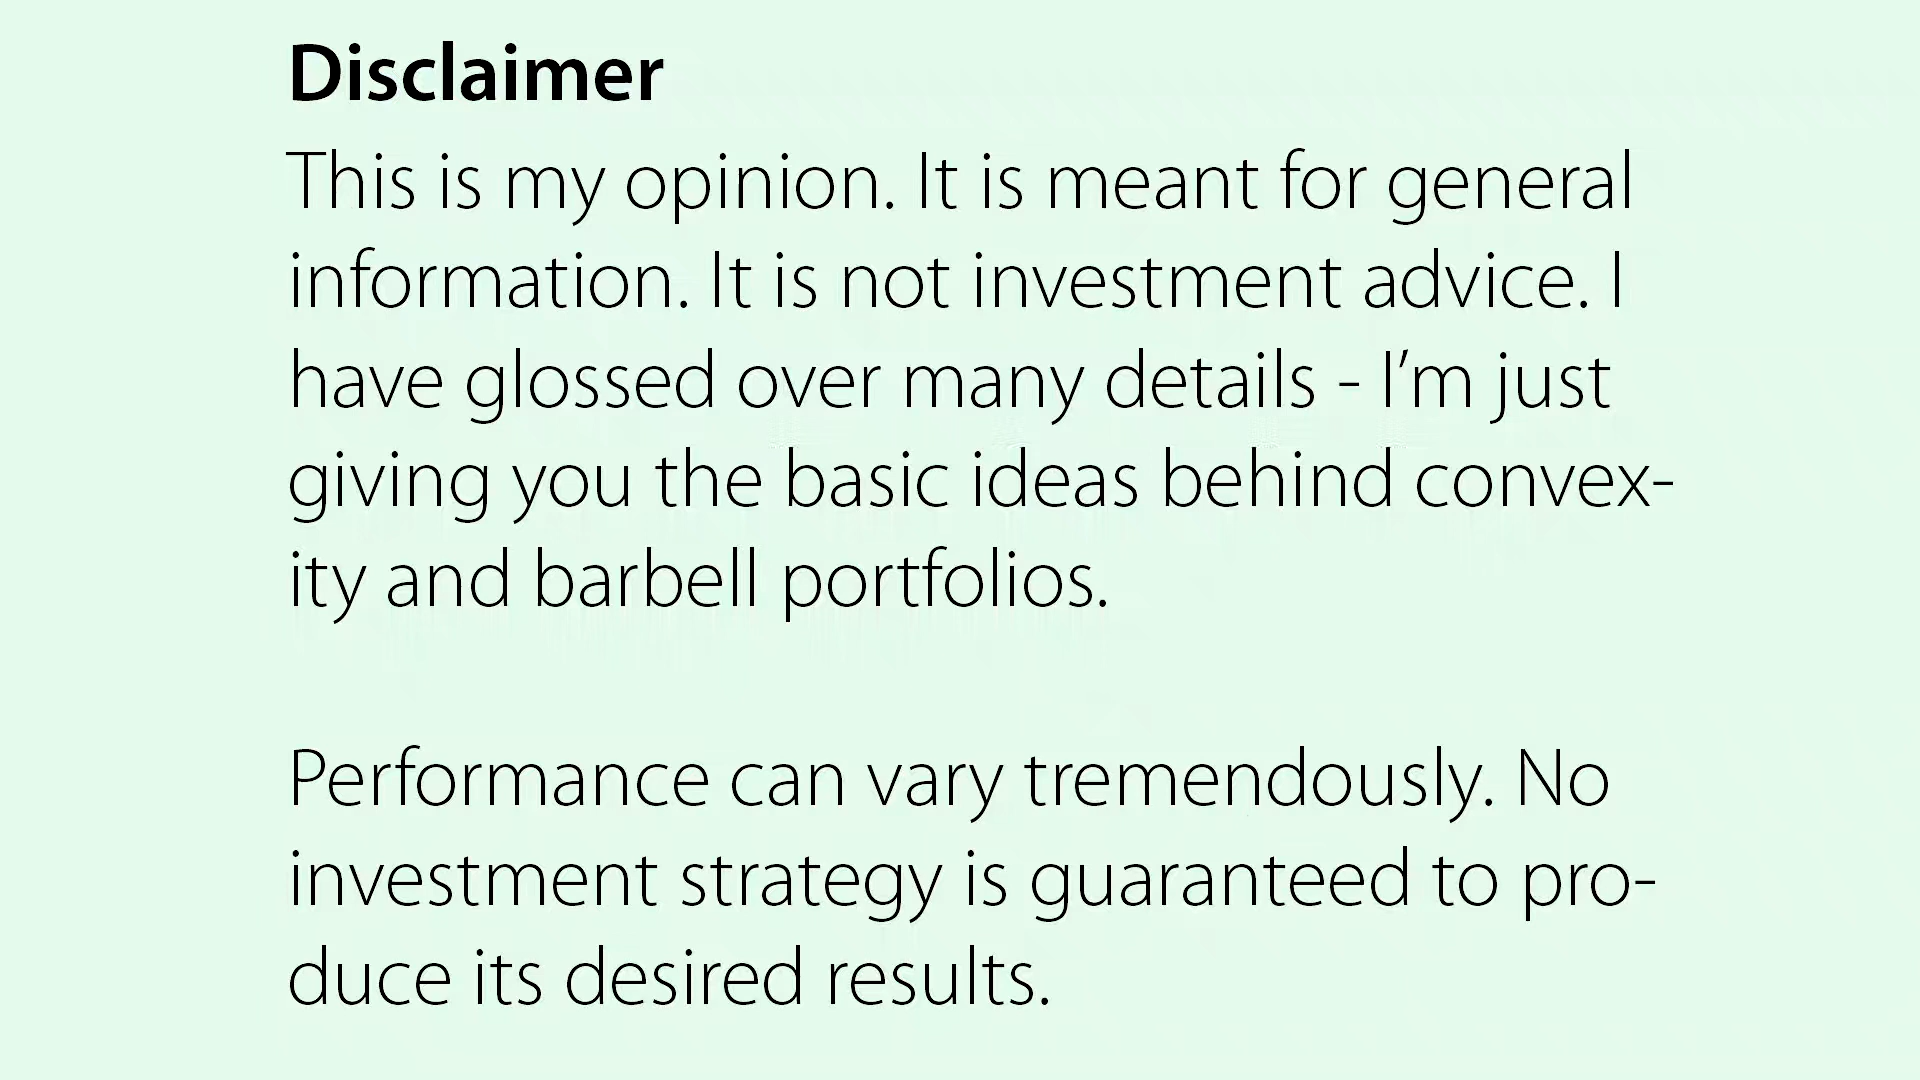 Disclaimer
This is my opinion. It is meant for general
information. It is not investment advice. I
have glossed over many details - I’m just
giving you the basic ideas behind convex-
ity and barbell portfolios.
Performance can vary tremendously. No
investment strategy is guaranteed to pro-
duce its desired results.